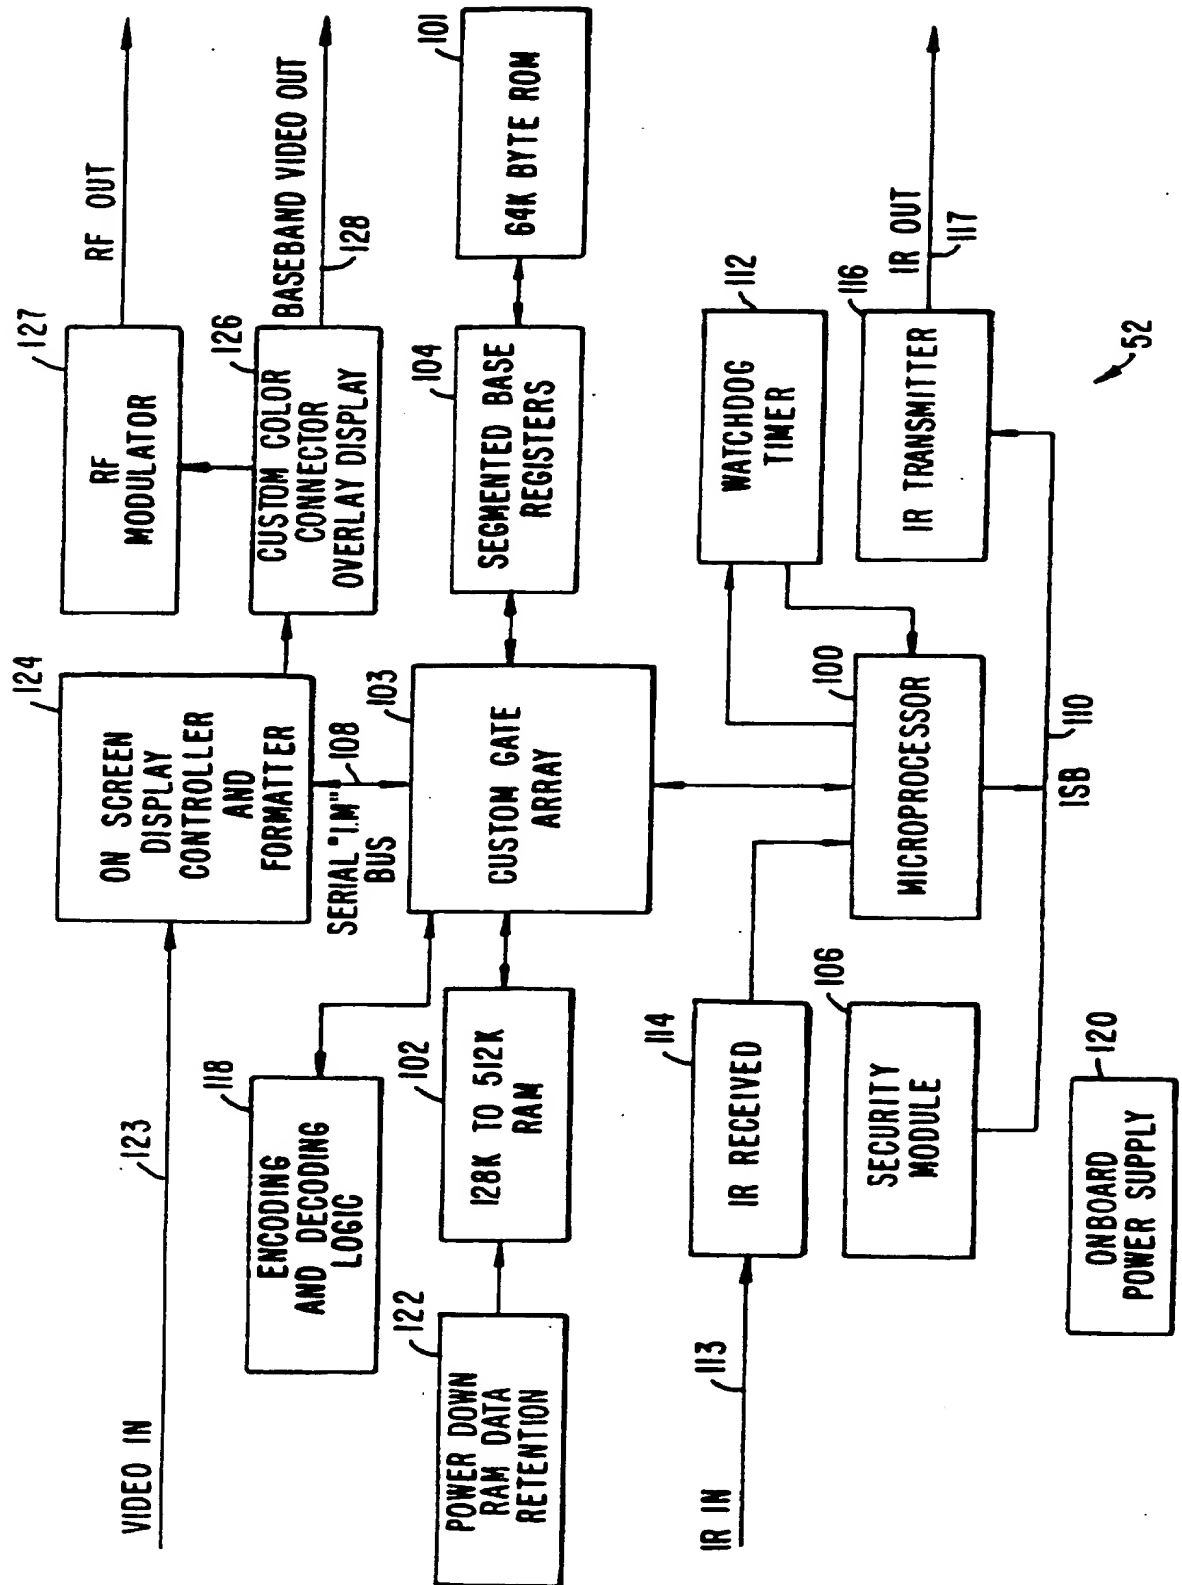 VIDEO IN
123
124
ON SCREEN
DISPLAY
CONTROLLER
AND
FORMATTER
127
RF
MODULATOR
RF OUT
126
CUSTOM COLOR
CONNECTOR
OVERLAY DISPLAY
BASEBAND VIDEO OUT
128
118
ENCODING
AND DECODING
LOGIC
SERIAL "I.M"
BUS
108
122
POWER DOWN
RAM DATA
RETENTION
102
128K TO 512K
RAM
103
CUSTOM GATE
ARRAY
104
SEGMENTED BASE
REGISTERS
101
64K BYTE ROM
IR IN
113
114
IR RECEIVED
100
MICROPROCESSOR
112
WATCHDOG
TIMER
106
SECURITY
MODULE
116
IR TRANSMITTER
IR OUT
117
ISB
110
120
ONBOARD
POWER SUPPLY
52